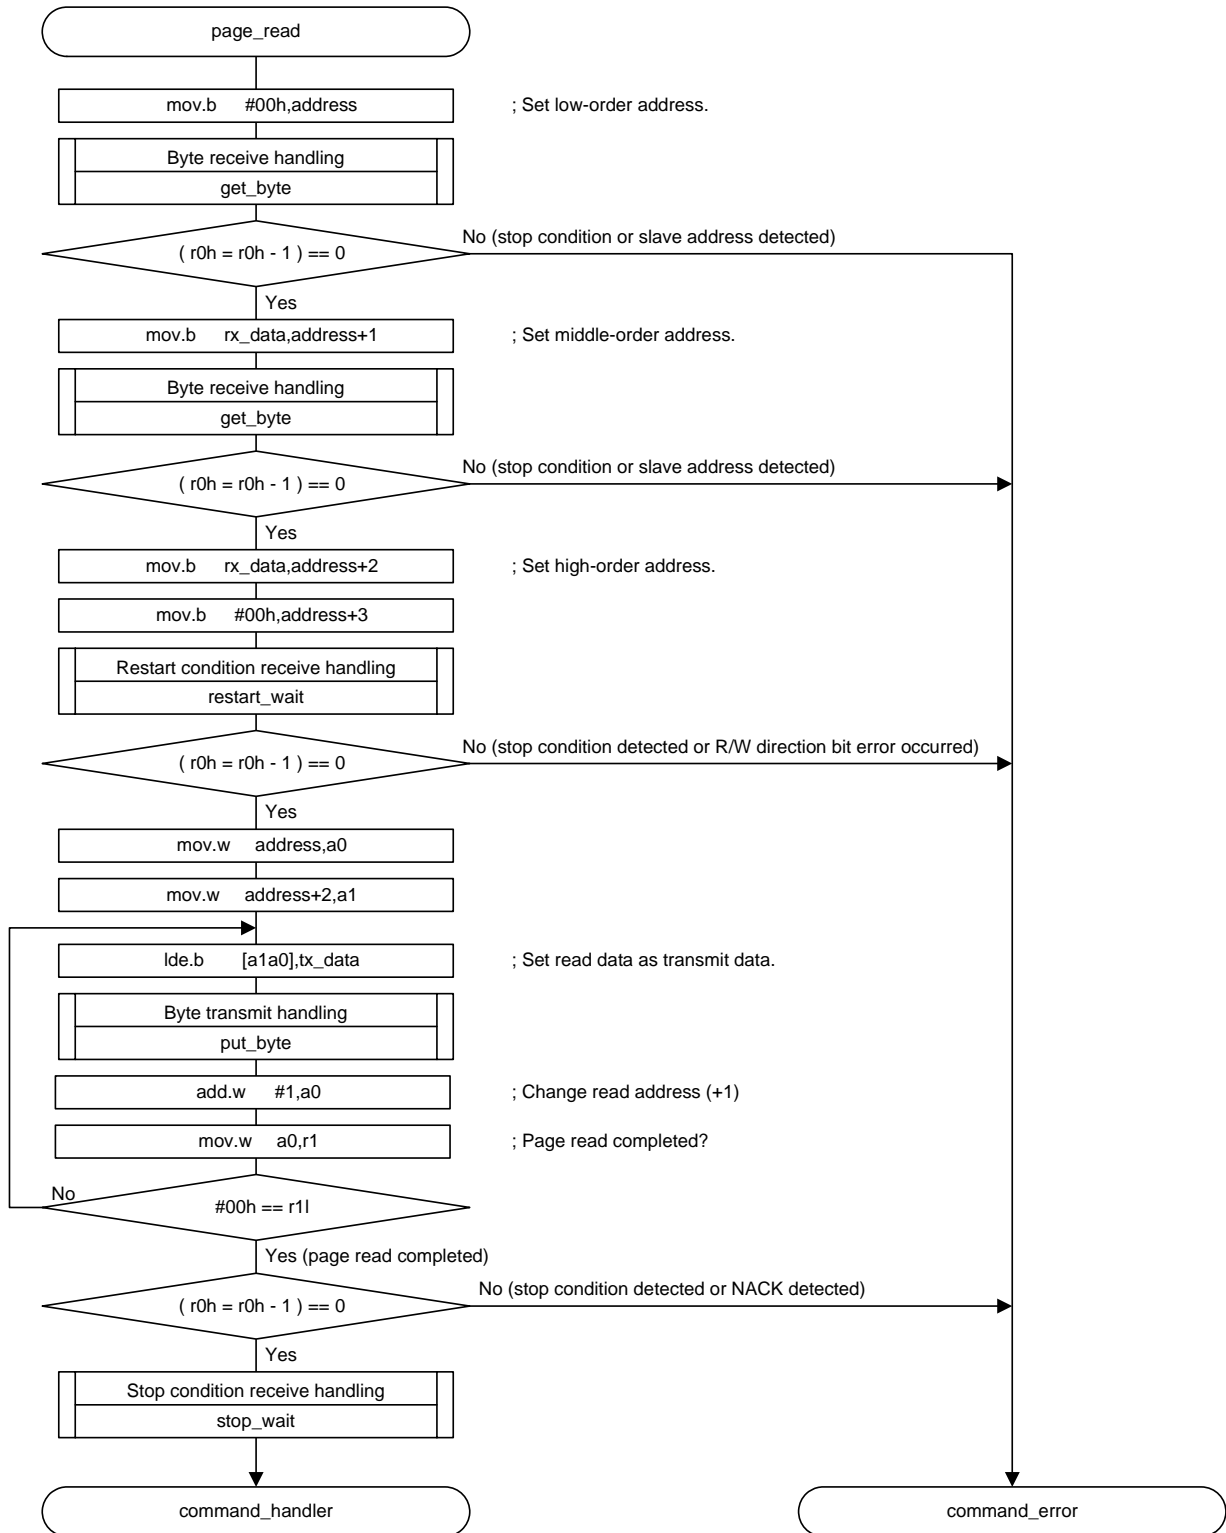 page_read
mov.b #00h,address ; Set low-order address.
Byte receive handling
get_byte
No (stop condition or slave address detected)
( r0h = r0h - 1 ) == 0
Yes
mov.b rx_data,address+1 ; Set middle-order address.
Byte receive handling
get_byte
No (stop condition or slave address detected)
( r0h = r0h - 1 ) == 0
Yes
mov.b rx_data,address+2 ; Set high-order address.
mov.b #00h,address+3
Restart condition receive handling
restart_wait
No (stop condition detected or R/W direction bit error occurred)
( r0h = r0h - 1 ) == 0
Yes
mov.w address,a0
mov.w address+2,a1
lde.b [a1a0],tx_data ; Set read data as transmit data.
Byte transmit handling
put_byte
add.w #1,a0 ; Change read address (+1)
mov.w a0,r1 ; Page read completed?
No
#00h == r1l
Yes (page read completed)
No (stop condition detected or NACK detected)
( r0h = r0h - 1 ) == 0
Yes
Stop condition receive handling
stop_wait
command_handler command_error